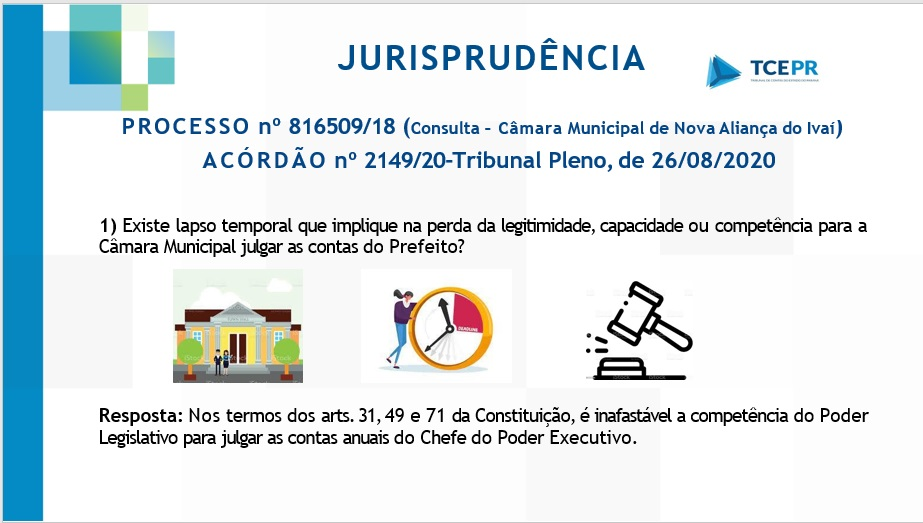 JURISPRUDÊNCIA
TCEPR
PROCESSO nº 816509/18 (Consulta – Câmara Municipal de Nova Aliança do Ivaí)
ACÓRDÃO nº 2149/20-Tribunal Pleno, de 26/08/2020
1) Existe lapso temporal que implique na perda da legitimidade, capacidade ou competência para a
Câmara Municipal julgar as contas do Prefeito?
DEADLINE
Resposta: Nos termos dos arts. 31, 49 e 71 da Constituição, é inafastável a competência do Poder
Legislativo para julgar as contas anuais do Chefe do Poder Executivo.